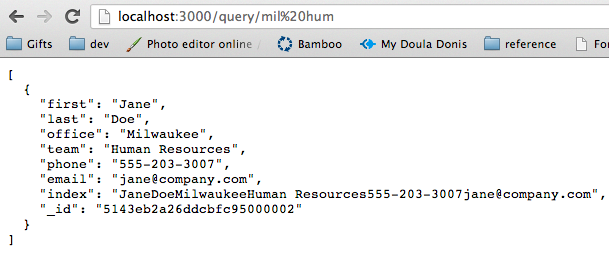 localhost:3000/query/mil%20hum
Gifts dev Photo editor online / Bamboo My Doula Donis reference Fo
[
{
"first": "Jane",
"last": "Doe",
"office": "Milwaukee",
"team": "Human Resources",
"phone": "555-203-3007",
"email": "jane@company.com",
"index": "JaneDoeMilwaukeeHuman Resources555-203-3007jane@company.com",
"_id": "5143eb2a26ddcbfc95000002"
}
]